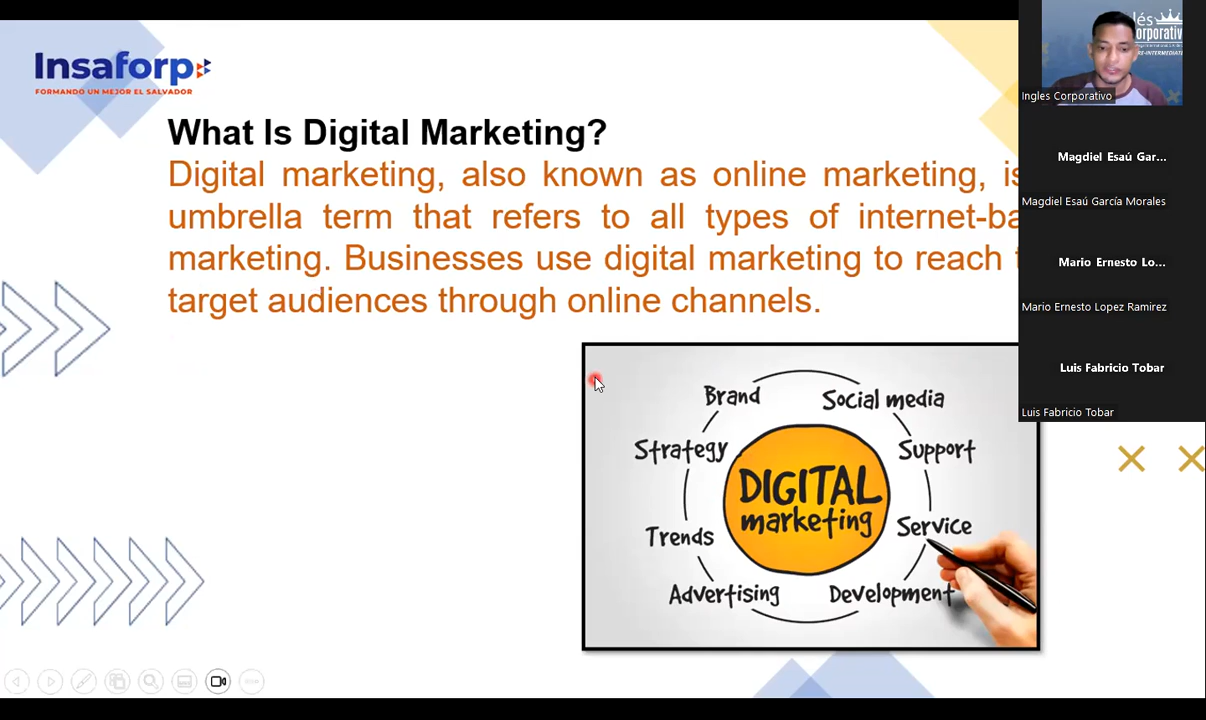 Insaforp
FORMANDO UN MEJOR EL SALVADOR
What Is Digital Marketing?
Digital marketing, also known as online marketing, is
umbrella term that refers to all types of
marketing. Businesses use digital marketing to reach
target audiences through online channels.
Brand
Social media
Strategy
Support
DIGITAL
marketing
Trends
Service
Advertising
Development
Ingles Corporativo
Magdiel Esaú Gar...
Magdiel Esaú García Morales
Mario Ernesto Lo...
Mario Ernesto Lopez Ramirez
Luis Fabricio Tobar
Luis Fabricio Tobar